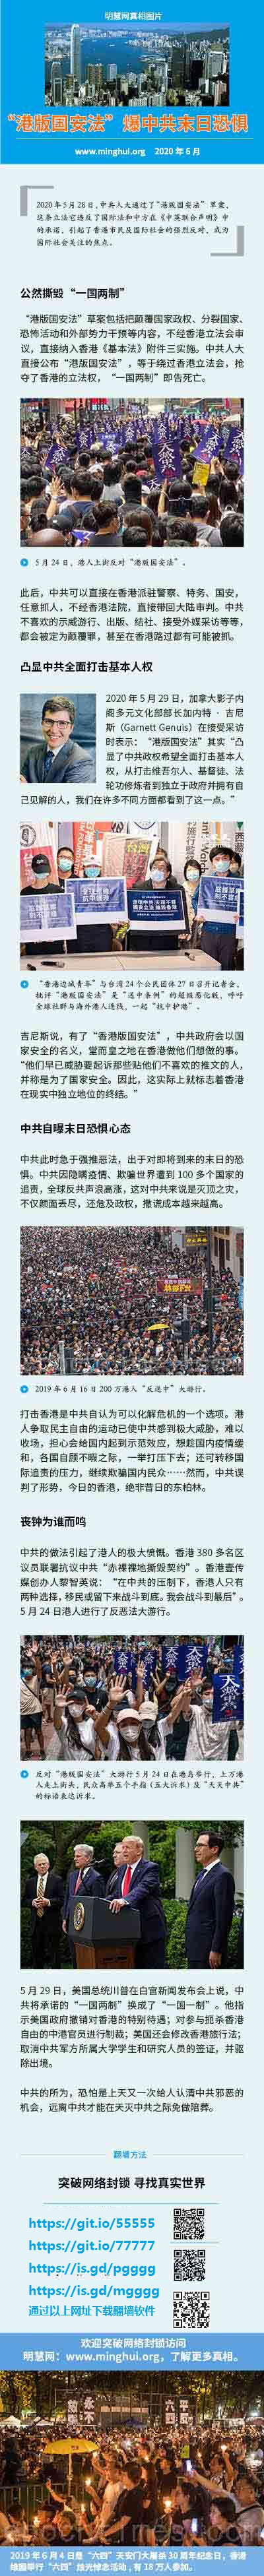 明慧网真相图片
“港版国安法”爆中共末日恐惧
www.minghui.org 2020年6月
2020年5月28日,中共人大通过了“港版国安法”草案,
这条立法它违反了国际法和中方在《中英联合声明》中
的承诺,引起了香港市民及国际社会的强烈反对,成为
国际社会关注的焦点。
公然撕毁“一国两制”
“港版国安法”草案包括把颠覆国家政权、分裂国家、
恐怖活动和外部势力干预等内容,不经香港立法会审
议,直接纳入香港《基本法》附件三实施。中共人大
直接公布“港版国安法”,等于绕过香港立法会,抢
夺了香港的立法权,“一国两制”即告死亡。
5月24日,港人上街反对“港版国安法”。
此后,中共可以直接在香港派驻警察、特务、国安,
任意抓人,不经香港法院,直接带回大陆审判。中共
不喜欢的示威游行、出版、结社、接受外媒采访等等,
都会被定为颠覆罪,甚至在香港路过都有可能被抓。
凸显中共全面打击基本人权
2020年5月29日,加拿大影子内
阁多元文化部部长加内特·吉尼
斯(Garnett Genuis)在接受采访
时表示:“港版国安法”其实“凸
显了中共政权希望全面打击基本人
权,从打击维吾尔人、基督徒、法
轮功修炼者到独立于政府并拥有自
己见解的人,我们在许多不同方面都看到了这一点。”
“香港边城青年”与台湾24个公民团体27日召开记者会,
批评“港版国安法”是“送中条例”的超级恶化版,呼吁
全球社群与海外港人连线,一起“抗中护港”、
吉尼斯说,有了“香港版国安法”,中共政府会以国
家安全的名义,堂而皇之地在香港做他们想做的事。
“他们早已威胁要起诉那些贴他们不喜欢的推文的人,
并称是为了国家安全。因此,这实际上就标志着香港
在现实中独立地位的终结。”
中共自曝末日恐惧心态
中共此时急于强推恶法,出于对即将到来的末日的恐
惧。中共因隐瞒疫情、欺骗世界遭到100多个国家的
追责,全球反共声浪高涨,这对中共来说是灭顶之灾,
不仅颜面丢尽,还危及政权,撒谎成本越来越高。
2019年6月16日200万港人“反送中”大游行。
打击香港是中共自认为可以化解危机的一个选项。港
人争取民主自由的运动已使中共感到极大威胁,难以
收场,担心会给国内起到示范效应,想趁国内疫情缓
和,各国自顾不暇之际,一举打压下去;还可转移国
际追责的压力,继续欺骗国内民众……然而,中共误
判了形势,今日的香港,绝非昔日的东柏林。
丧钟为谁而鸣
中共的做法引起了港人的极大愤慨。香港380多名区
议员联署抗议中共“赤裸裸地撕毁契约”。香港壹传
媒创办人黎智英说:“在中共的压制下,香港人只有
两种选择,移民或留下来战斗到底。我会战斗到最后”。
5月24日港人进行了反恶法大游行。
反对“港版国安法”大游行5月24日在港岛举行,上万港
人走上街头,民众高举五个手指(五大诉求)及“天灭中共”
的标语表达诉求。
5月29日,美国总统川普在白宫新闻发布会上说,中
共将承诺的“一国两制”换成了“一国一制”。他指
示美国政府撤销对香港的特别待遇;对参与扼杀香港
自由的中港官员进行制裁;美国还会修改香港旅行法;
取消中共军方所属大学学生和研究人员的签证,并驱
除出境。
中共的所为,恐怕是上天又一次给人认清中共邪恶的
机会,远离中共才能在天灭中共之际免做陪葬。
翻墙方法
突破网络封锁 寻找真实世界
https://git.io/55555
https://git.io/77777
https://is.gd/pgggg
https://is.gd/mgggg
通过以上网址下载翻墙软件
欢迎突破网络封锁访问
明慧网:www.minghui.org,了解更多真相。
2019年6月4日是“六四”天安门大屠杀30周年纪念日,香港
维园举行“六四”烛光悼念活动,有18万人参加。